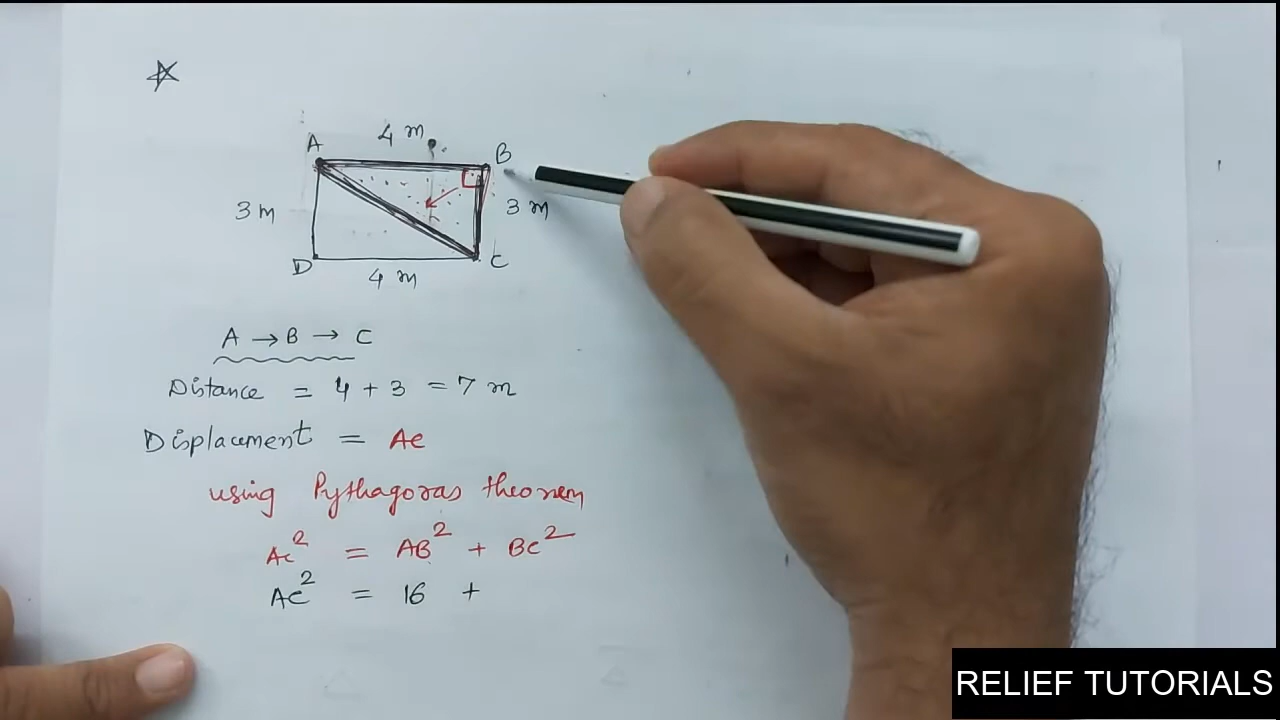 4 m
A
B
3 m
3 m
D
C
4 m
A → B → C
Distance = 4 + 3 = 7 m
Displacement = AC
using Pythagoras theorem
AC² = AB² + BC²
AC² = 16 +
RELIEF TUTORIALS